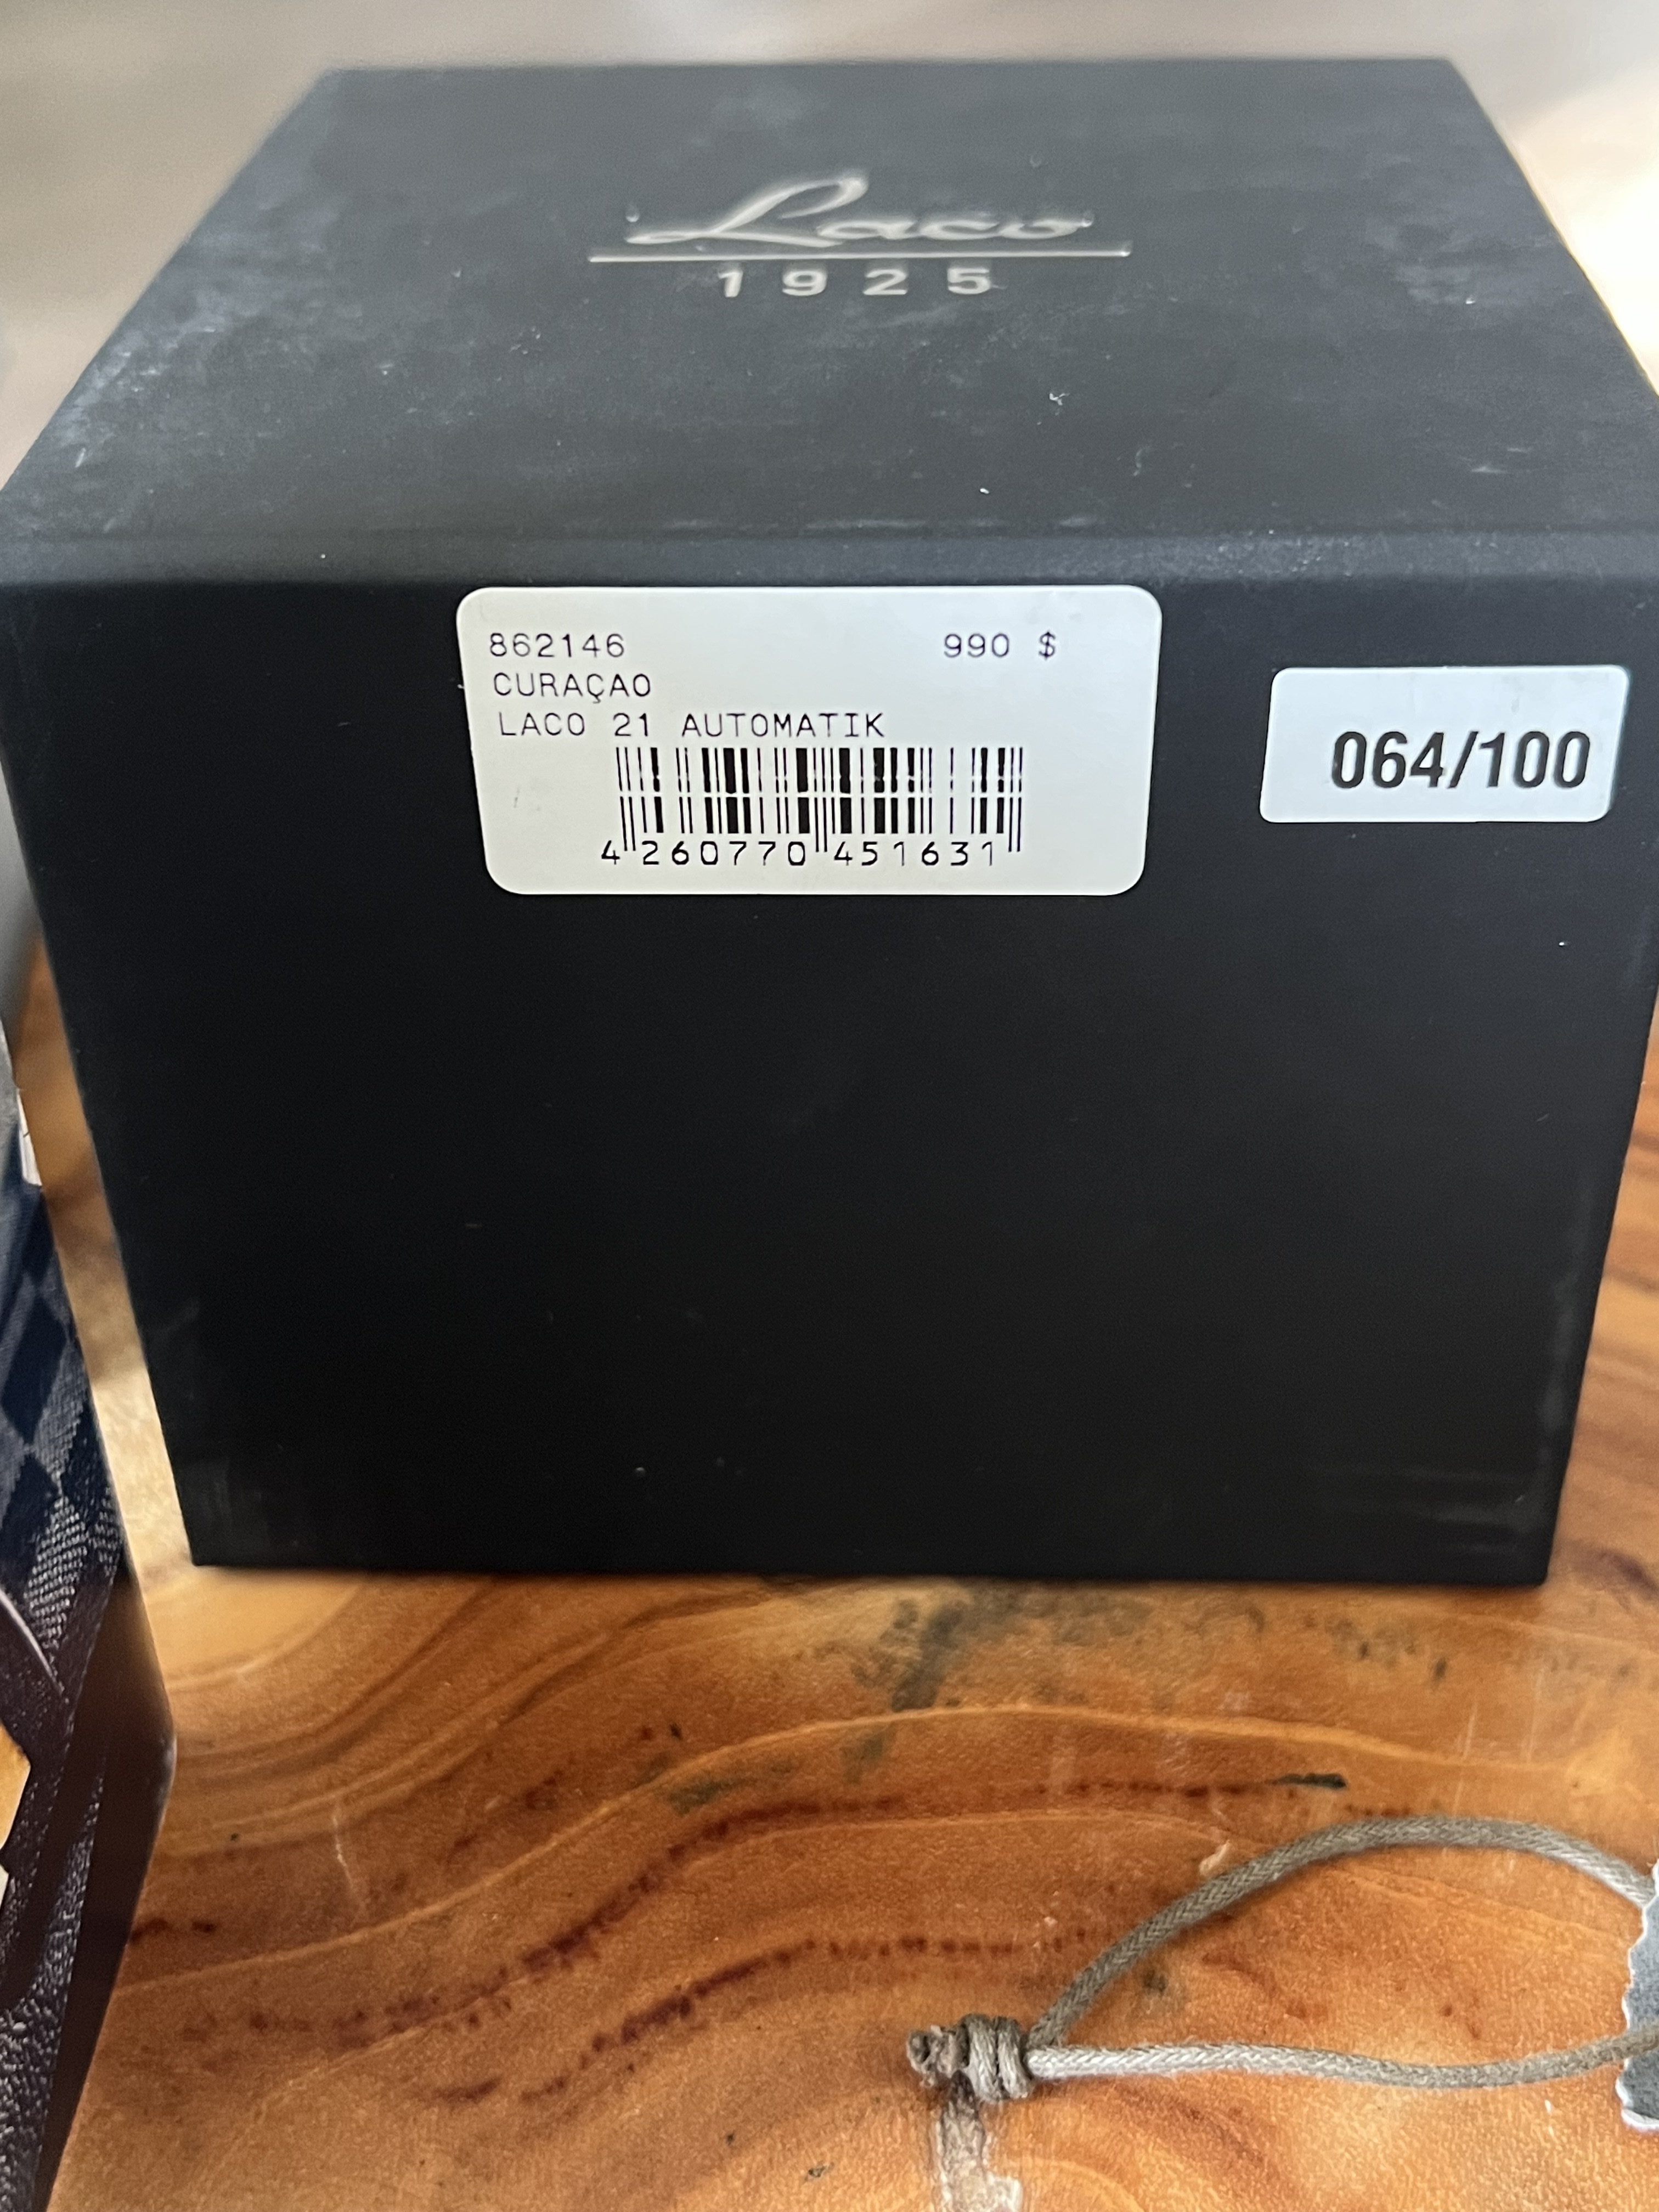 Laco
1925
862146 990 $
CURAÇAO
LACO 21 AUTOMATIK
4 260770 451631
064/100